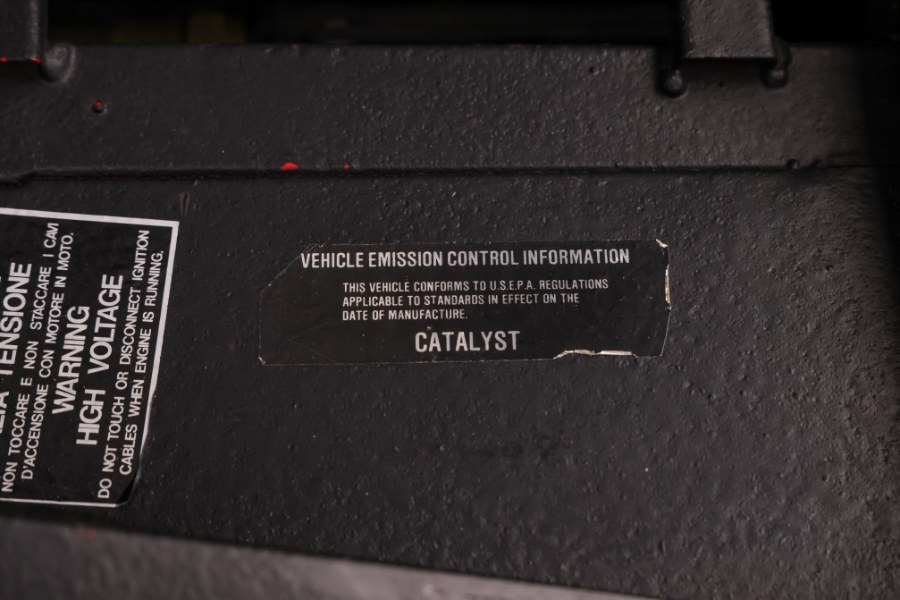 TENSIONE
NON TOCCARE E NON STACCARE I CAVI
D'ACCENSIONE CON MOTORE IN MOTO.
WARNING
HIGH VOLTAGE
DO NOT TOUCH OR DISCONNECT IGNITION
CABLES WHEN ENGINE IS RUNNING.
VEHICLE EMISSION CONTROL INFORMATION
THIS VEHICLE CONFORMS TO U.S.E.P.A. REGULATIONS
APPLICABLE TO STANDARDS IN EFFECT ON THE
DATE OF MANUFACTURE.
CATALYST